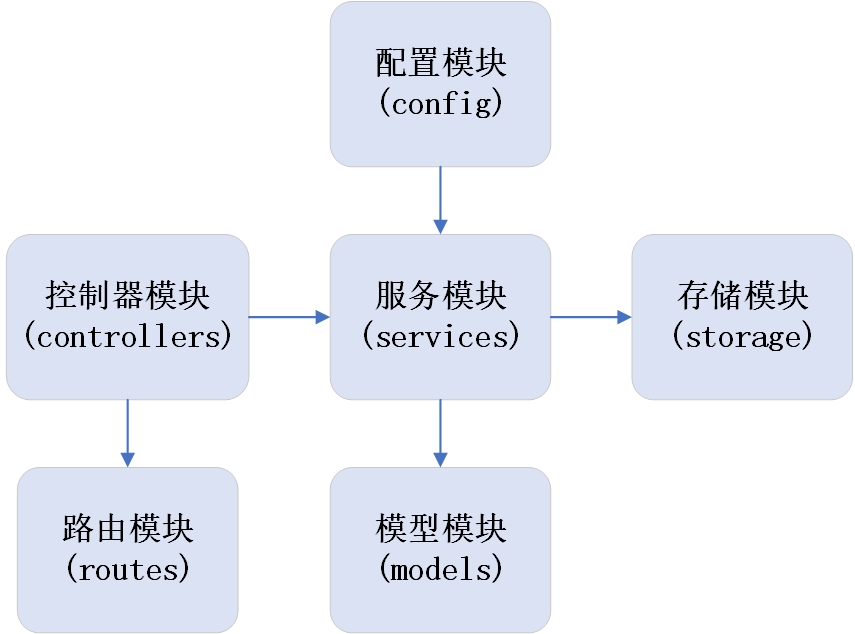 配置模块
(config)
控制器模块
(controllers)
服务模块
(services)
存储模块
(storage)
路由模块
(routes)
模型模块
(models)